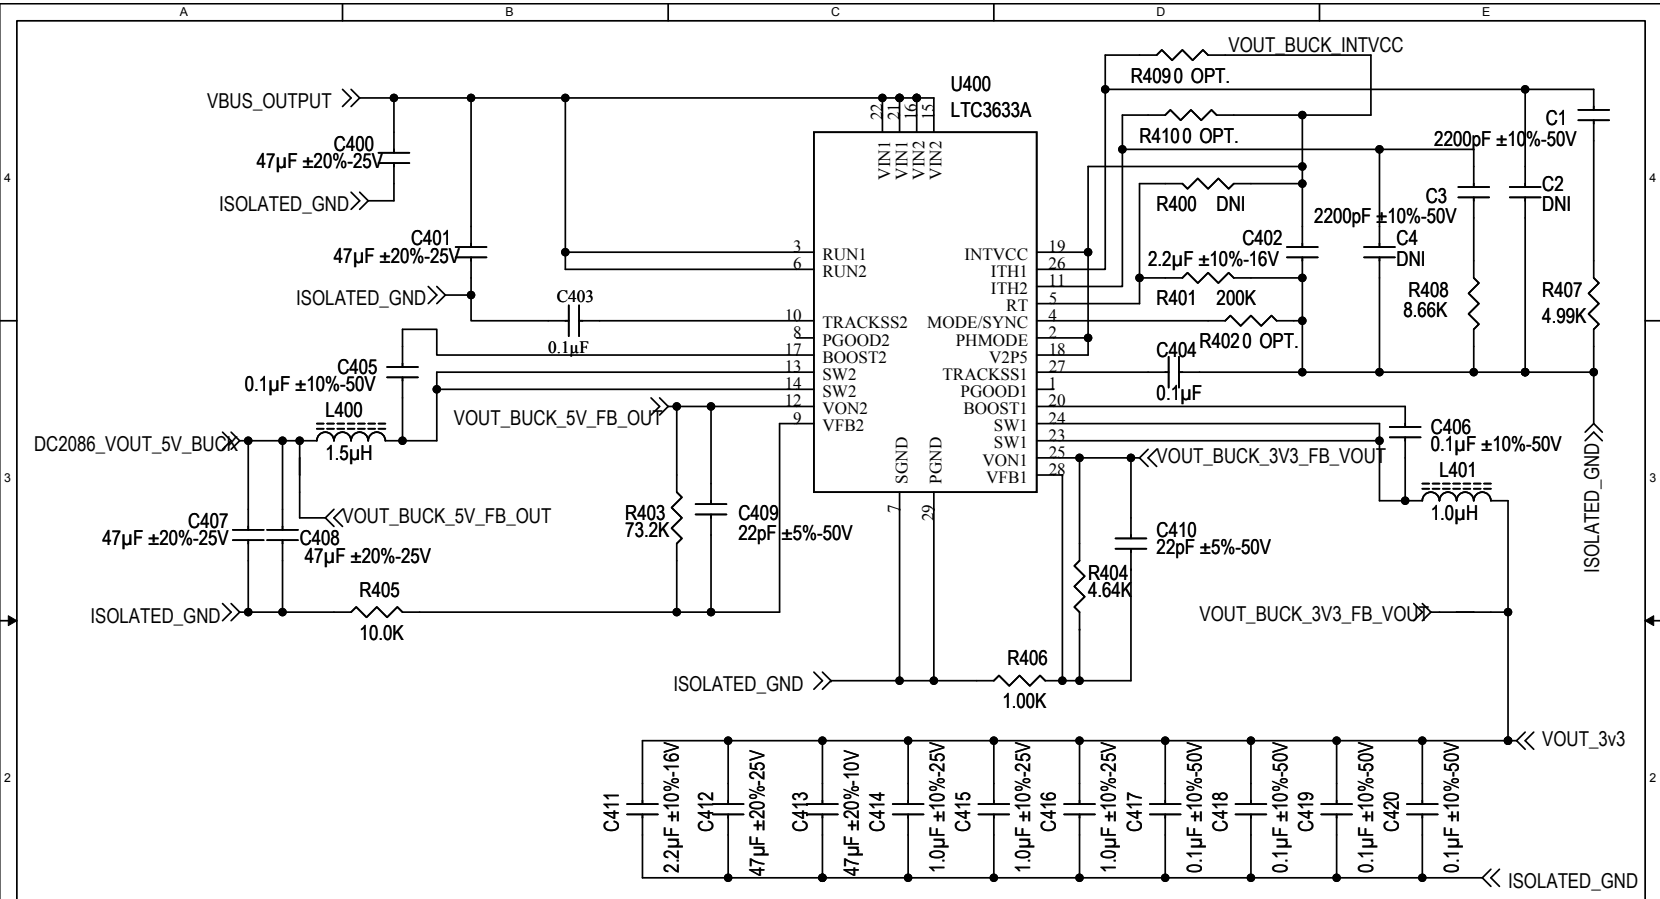 A B C D E
VOUT_BUCK_INTVCC
R409 0 OPT.
U400
LTC3633A
VBUS_OUTPUT
22 21 16 15
VIN1 VIN1 VIN2 VIN2
C400
47µF ±20%-25V
ISOLATED_GND
R410 0 OPT.
C1
2200pF ±10%-50V
4
4
R400 DNI
C3
2200pF ±10%-50V
C2
DNI
C401
47µF ±20%-25V
ISOLATED_GND
3 RUN1
6 RUN2
INTVCC 19
ITH1 26
ITH2 11
RT 5
C402
2.2µF ±10%-16V
C4
DNI
R401 200K
R408
8.66K
R407
4.99K
C403
0.1µF
10 TRACKSS2
8 PGOOD2
17 BOOST2
13 SW2
14 SW2
12 VON2
9 VFB2
MODE/SYNC 4
PHMODE 2
V2P5 18
TRACKSS1 27
PGOOD1 1
BOOST1 20
SW1 24
SW1 23
VON1 25
VFB1 28
R402 0 OPT.
C404
0.1µF
C405
0.1µF ±10%-50V
L400
1.5µH
VOUT_BUCK_5V_FB_OUT
DC2086_VOUT_5V_BUCK
C406
0.1µF ±10%-50V
VOUT_BUCK_3V3_FB_VOUT
L401
1.0µH
ISOLATED_GND
3
3
SGND PGND
7 29
VOUT_BUCK_5V_FB_OUT
C407
47µF ±20%-25V
C408
47µF ±20%-25V
R403
73.2K
C409
22pF ±5%-50V
C410
22pF ±5%-50V
R404
4.64K
R405
10.0K
ISOLATED_GND
VOUT_BUCK_3V3_FB_VOUT
ISOLATED_GND
R406
1.00K
VOUT_3v3
2
2
C411
2.2µF ±10%-16V
C412
47µF ±20%-25V
C413
47µF ±20%-10V
C414
1.0µF ±10%-25V
C415
1.0µF ±10%-25V
C416
1.0µF ±10%-25V
C417
0.1µF ±10%-50V
C418
0.1µF ±10%-50V
C419
0.1µF ±10%-50V
C420
0.1µF ±10%-50V
ISOLATED_GND